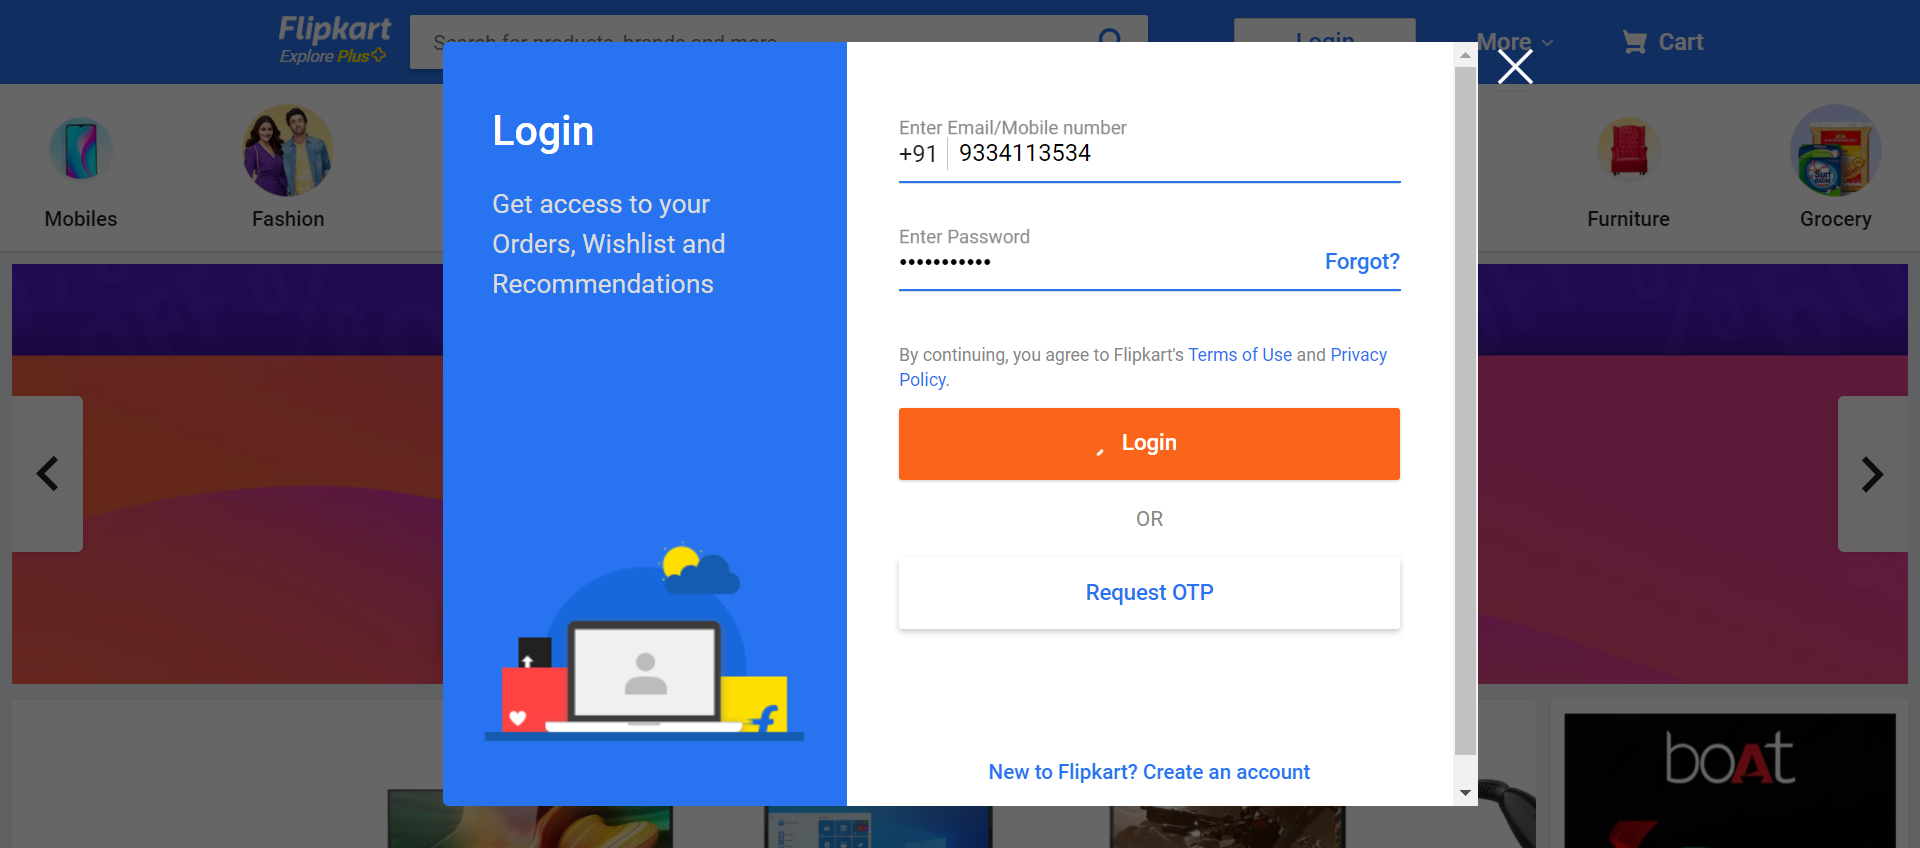 Flipkart
Explore Plus
Search for products, brands and more
Login
More
Cart
Mobiles
Fashion
Furniture
Grocery
Login
Get access to your
Orders, Wishlist and
Recommendations
Enter Email/Mobile number
+91 9334113534
Enter Password
•••••••••••
Forgot?
By continuing, you agree to Flipkart's Terms of Use and Privacy
Policy.
Login
OR
Request OTP
New to Flipkart? Create an account
boAt
Surf